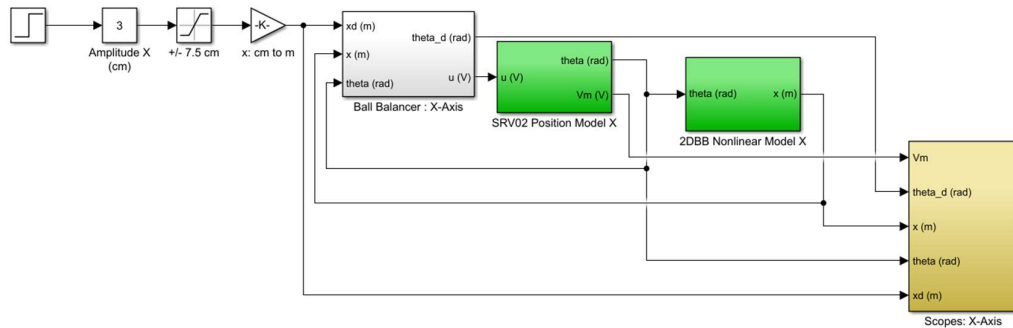 3
Amplitude X
(cm)
+/- 7.5 cm
-K-
x: cm to m
xd (m)
x (m)
theta (rad)
theta_d (rad)
u (V)
Ball Balancer : X-Axis
u (V)
theta (rad)
Vm (V)
SRV02 Position Model X
theta (rad)
x (m)
2DBB Nonlinear Model X
Vm
theta_d (rad)
x (m)
theta (rad)
xd (m)
Scopes: X-Axis